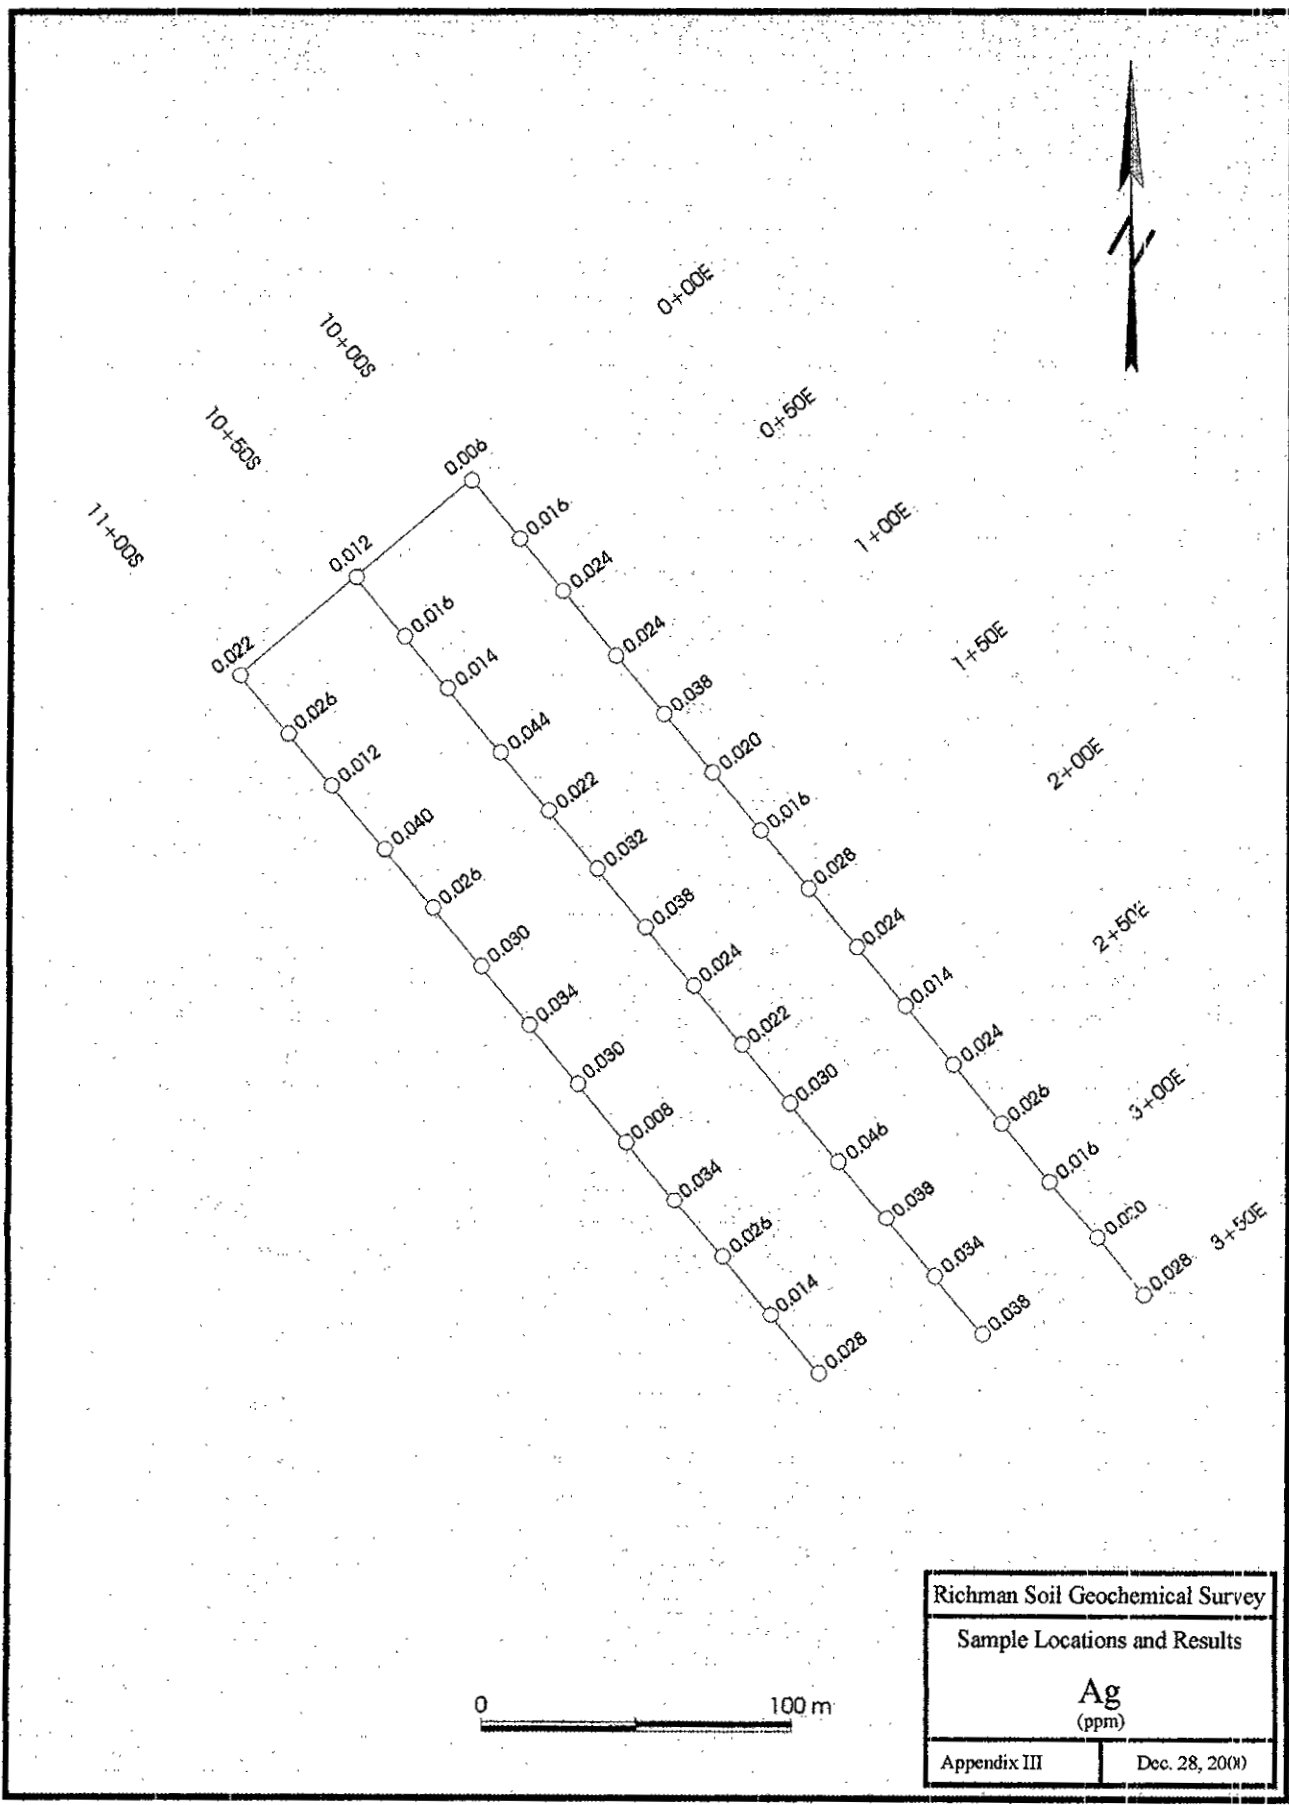 0+00E
10+00S
0+50E
10+50S
0.006
11+00S
0.016
1+00E
0.012
0.024
0.016
0.024
1+50E
0.022
0.014
0.038
0.026
0.044
0.020
2+00E
0.012
0.022
0.016
0.040
0.032
0.028
0.026
0.038
0.024
2+50E
0.030
0.024
0.014
0.034
0.022
0.024
0.030
0.030
0.026
3+00E
0.008
0.046
0.016
0.034
0.038
0.020
3+50E
0.026
0.034
0.028
0.014
0.038
0.028
Richman Soil Geochemical Survey
Sample Locations and Results
Ag
(ppm)
0 100 m
Appendix III Dec. 28, 2000